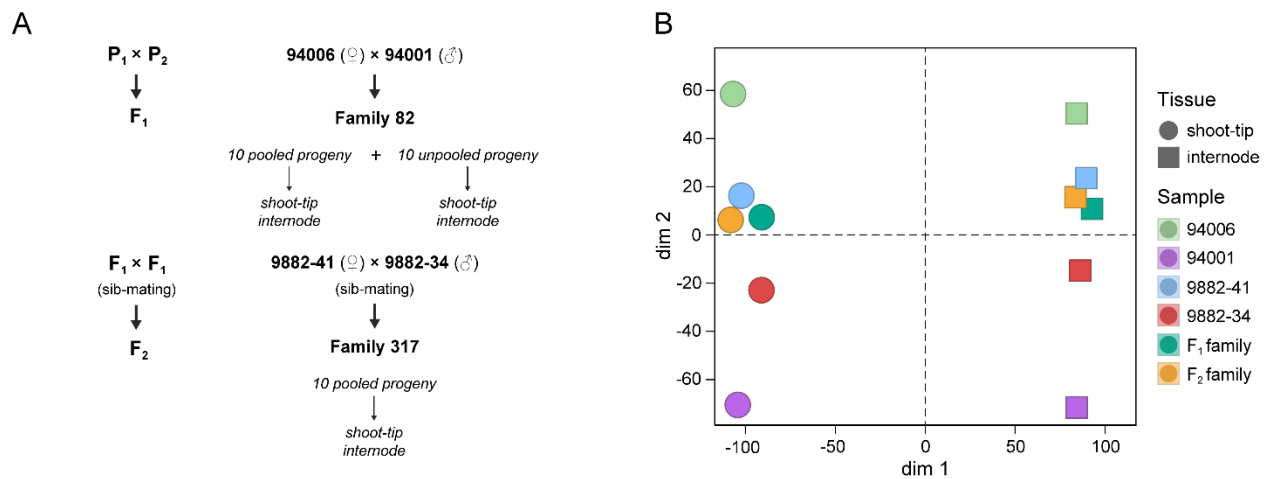 A
P₁ × P₂
94006 (♀) × 94001 (♂)
F₁
Family 82
10 pooled progeny + 10 unpooled progeny
shoot-tip
internode
shoot-tip
internode
F₁ × F₁
(sib-mating)
9882-41 (♀) × 9882-34 (♂)
(sib-mating)
F₂
Family 317
10 pooled progeny
shoot-tip
internode
B
60
40
20
0
-20
-40
-60
dim 2
-100
-50
0
50
100
dim 1
Tissue
shoot-tip
internode
Sample
94006
94001
9882-41
9882-34
F₁ family
F₂ family